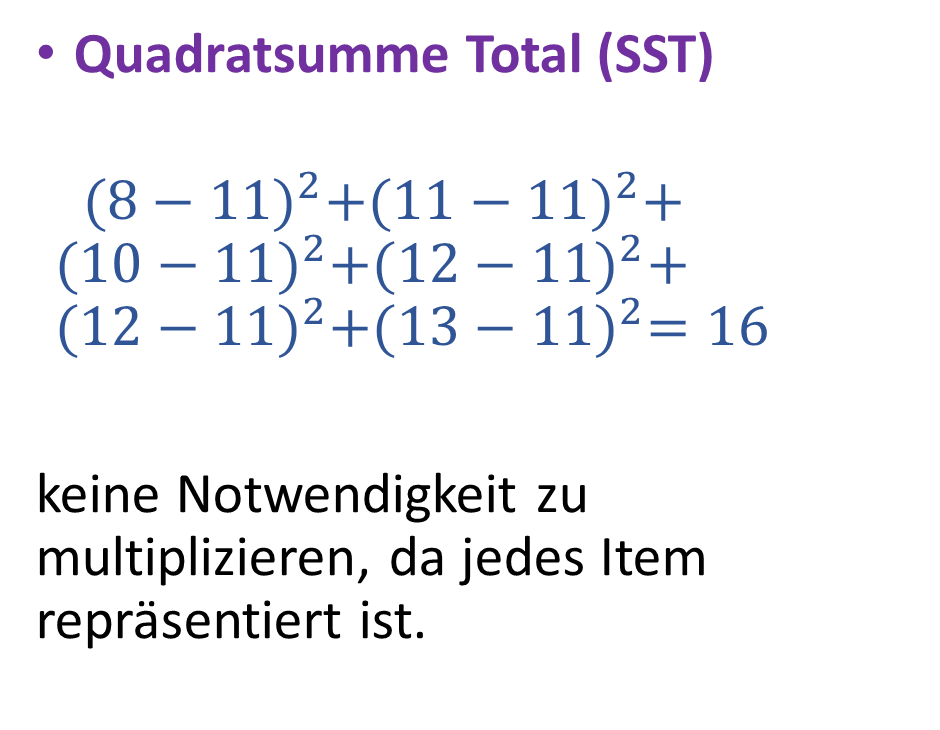 • Quadratsumme Total (SST)
(8 − 11)²+(11 − 11)²+
(10 − 11)²+(12 − 11)²+
(12 − 11)²+(13 − 11)²= 16
keine Notwendigkeit zu
multiplizieren, da jedes Item
repräsentiert ist.